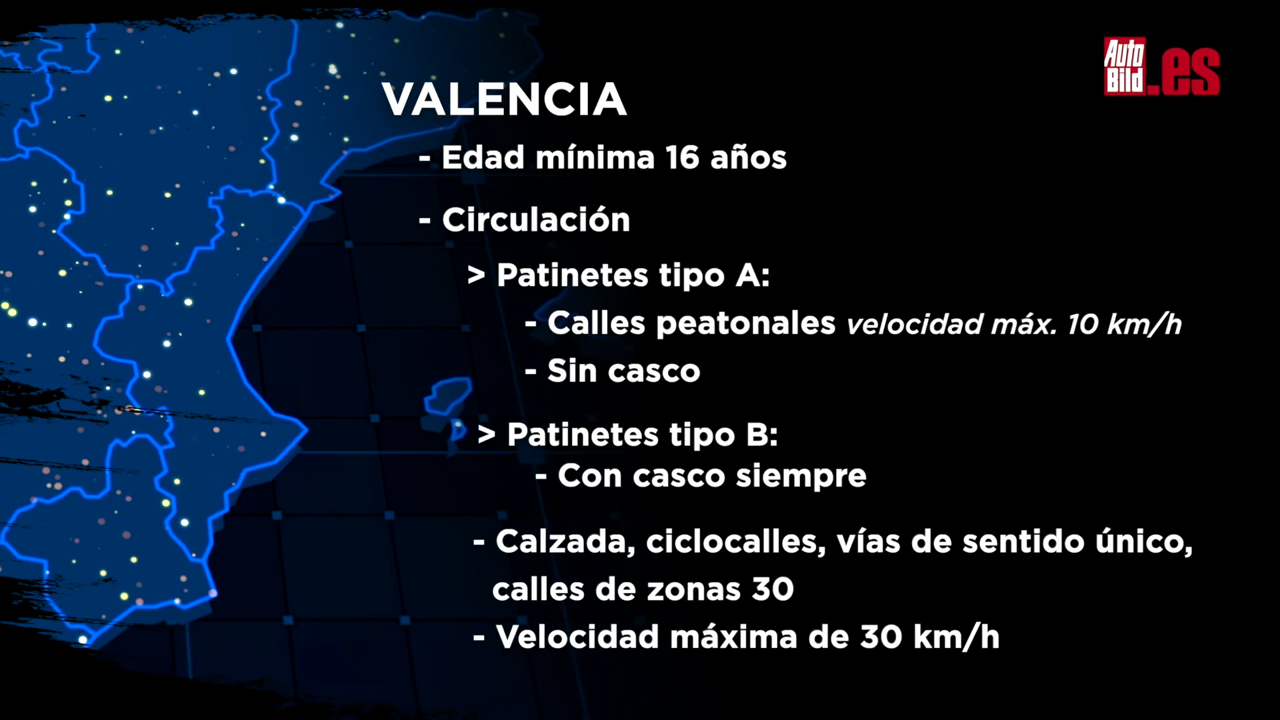 Auto
Bild.es
VALENCIA
- Edad mínima 16 años
- Circulación
> Patinetes tipo A:
- Calles peatonales velocidad máx. 10 km/h
- Sin casco
> Patinetes tipo B:
- Con casco siempre
- Calzada, ciclocalles, vías de sentido único,
calles de zonas 30
- Velocidad máxima de 30 km/h